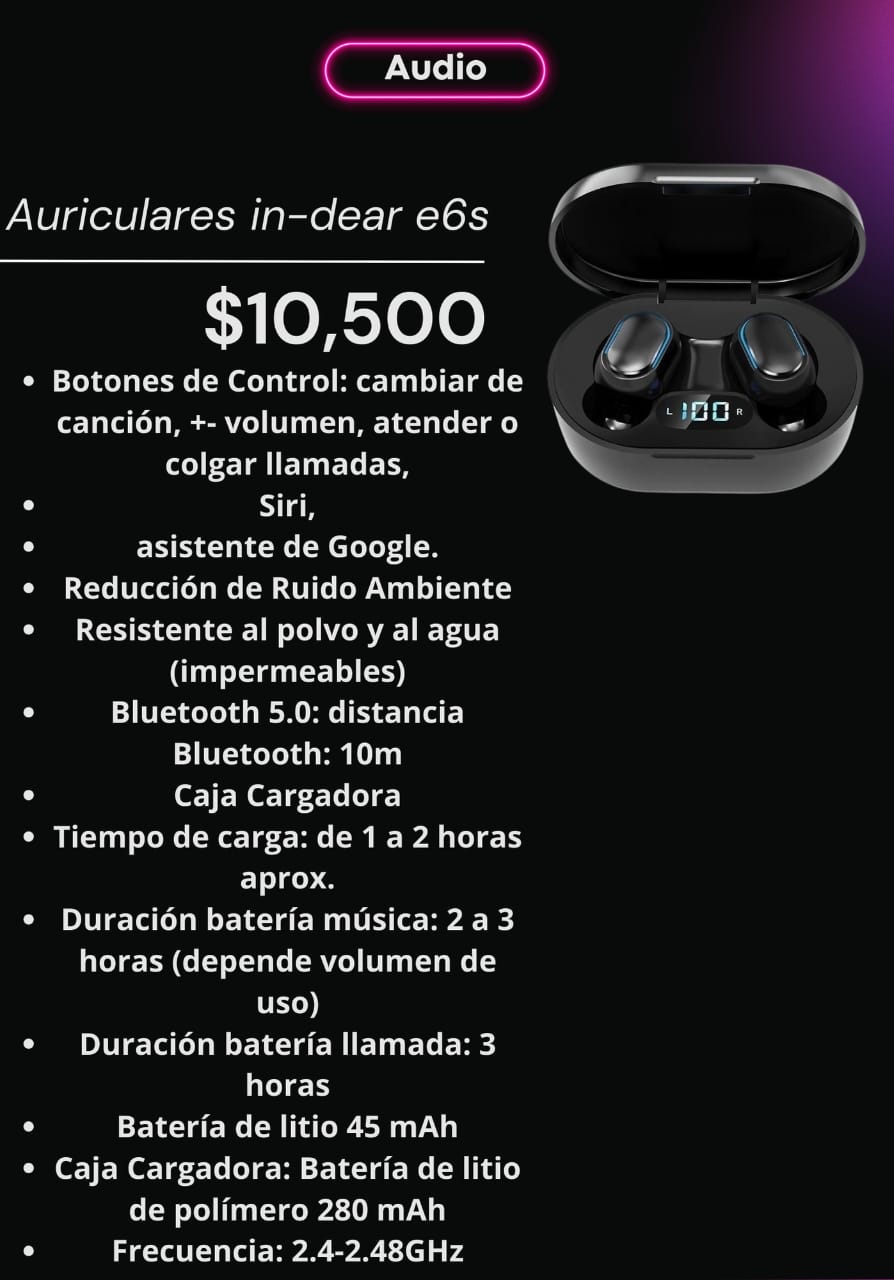 Audio
Auriculares in-dear e6s
$10,500
• Botones de Control: cambiar de
canción, +- volumen, atender o
colgar llamadas,
• Siri,
• asistente de Google.
• Reducción de Ruido Ambiente
• Resistente al polvo y al agua
(impermeables)
• Bluetooth 5.0: distancia
Bluetooth: 10m
• Caja Cargadora
• Tiempo de carga: de 1 a 2 horas
aprox.
• Duración batería música: 2 a 3
horas (depende volumen de
uso)
• Duración batería llamada: 3
horas
• Batería de litio 45 mAh
• Caja Cargadora: Batería de litio
de polímero 280 mAh
• Frecuencia: 2.4-2.48GHz
L 100 R